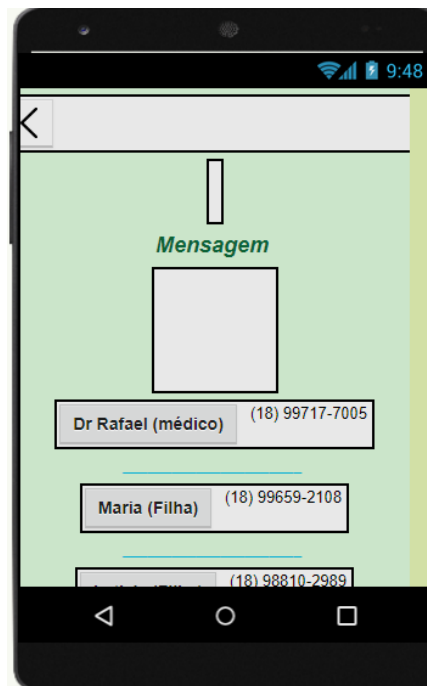 9:48
Mensagem
Dr Rafael (médico) (18) 99717-7005
Maria (Filha) (18) 99659-2108
(18) 98810-2989